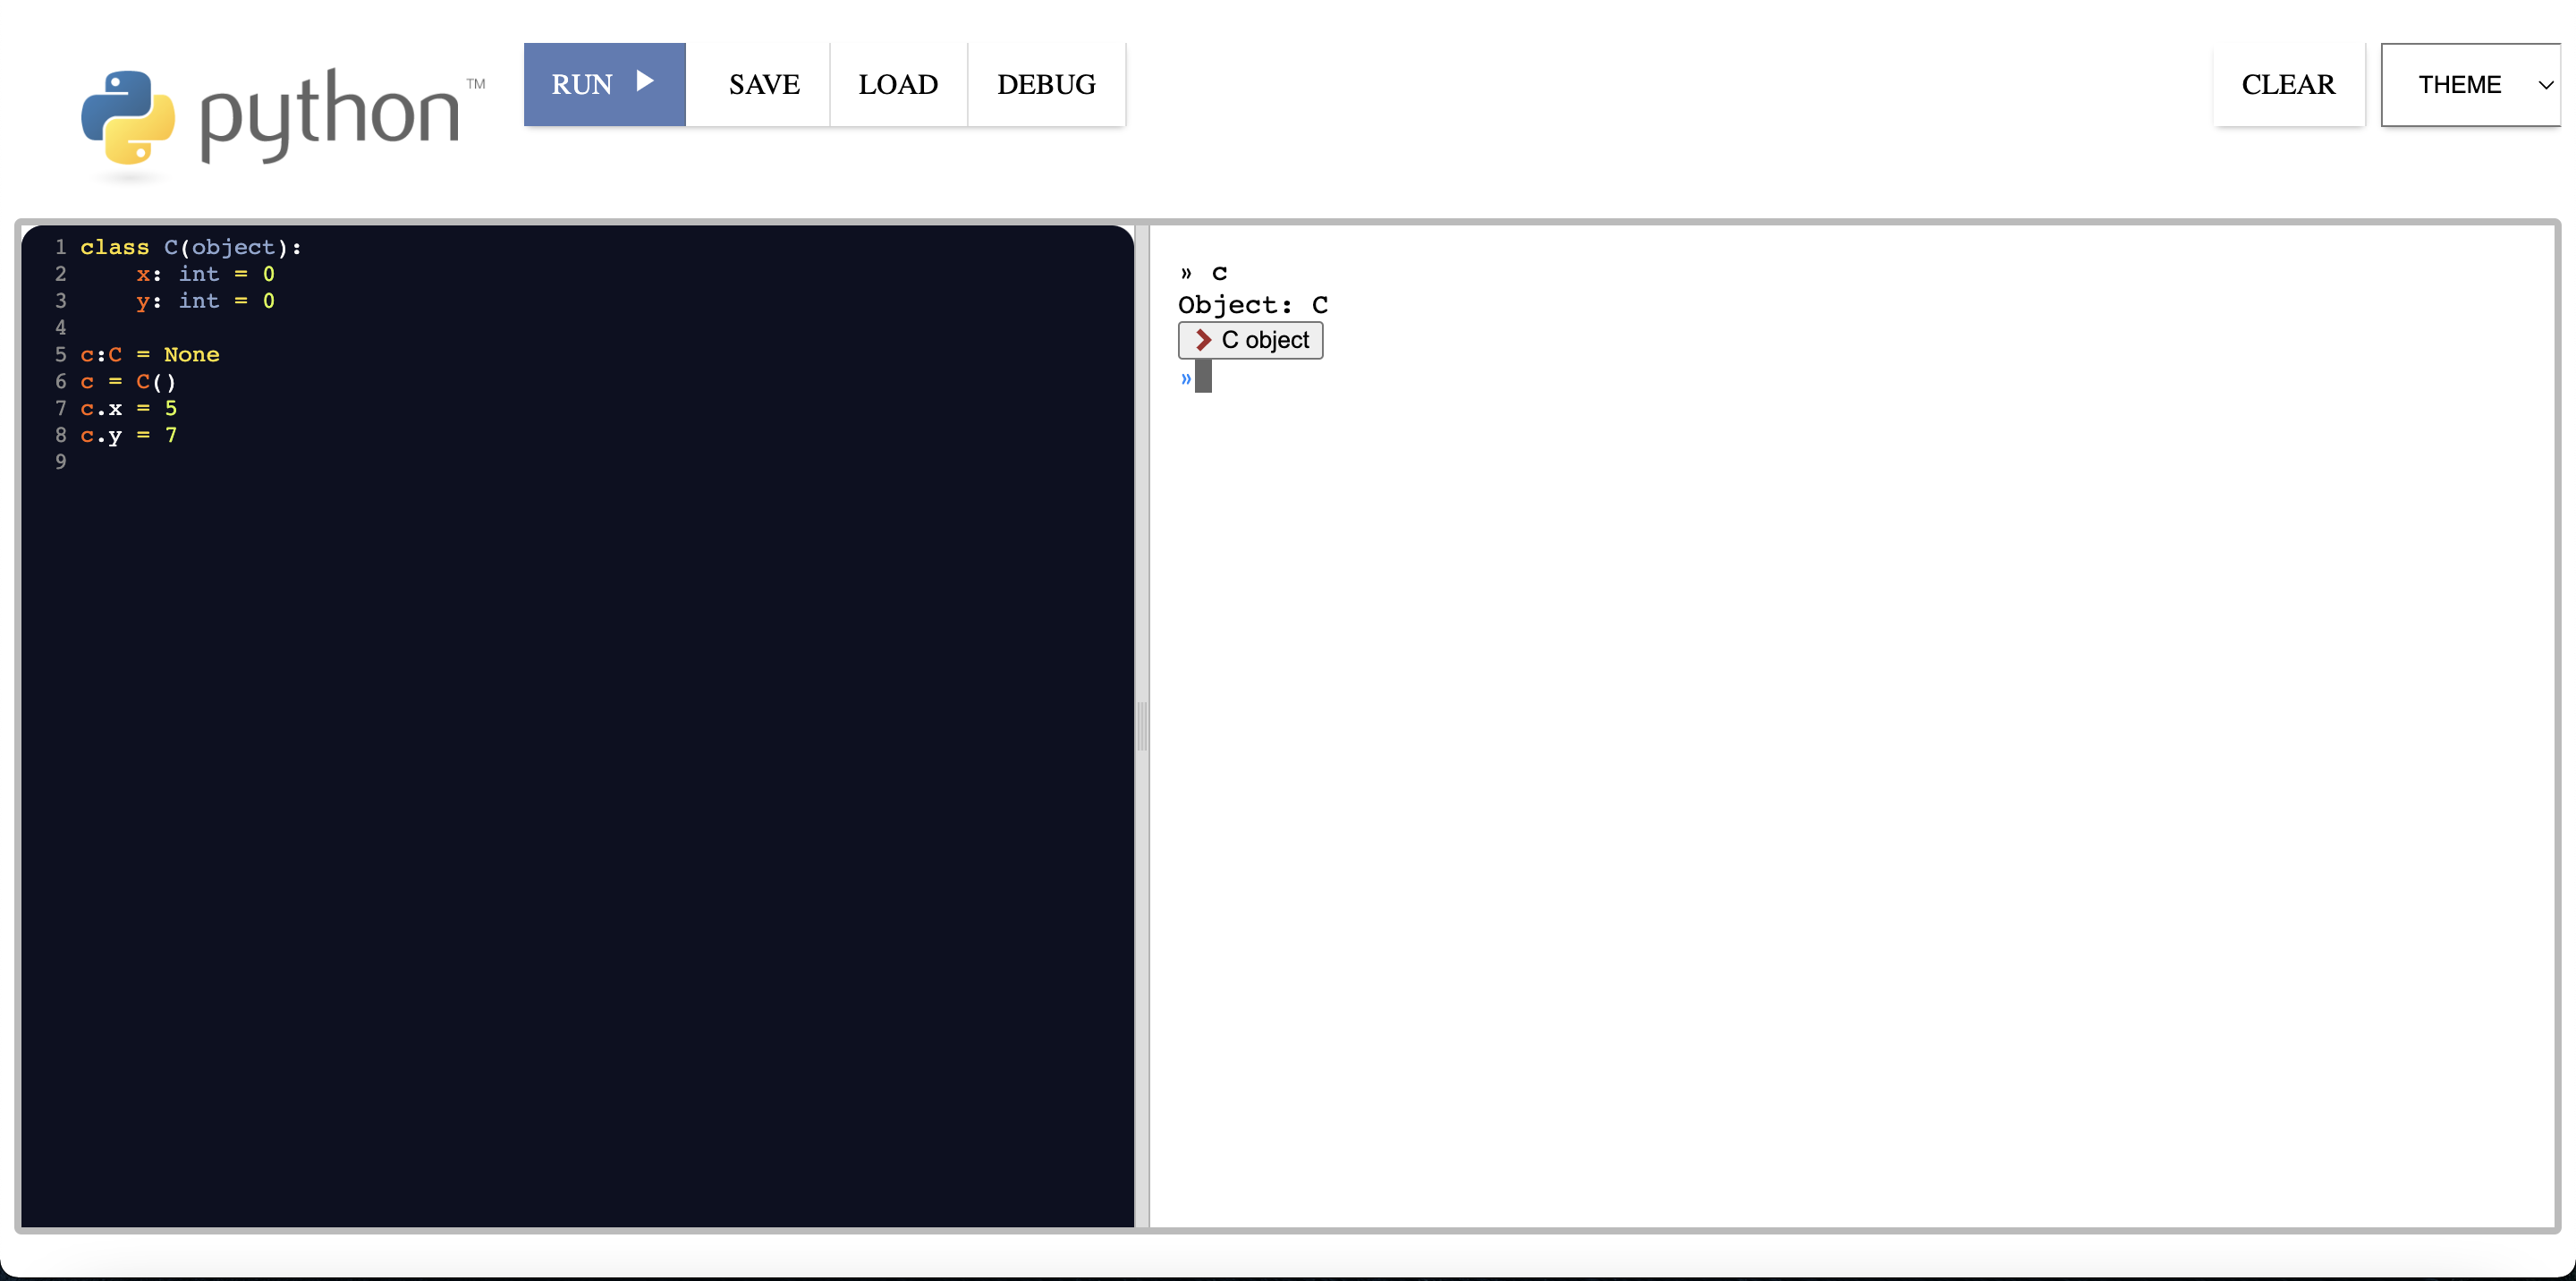 python™
RUN SAVE LOAD DEBUG CLEAR THEME
1 class C(object):
2     x: int = 0
3     y: int = 0
4
5 c:C = None
6 c = C()
7 c.x = 5
8 c.y = 7
9
» c
Object: C
C object
»